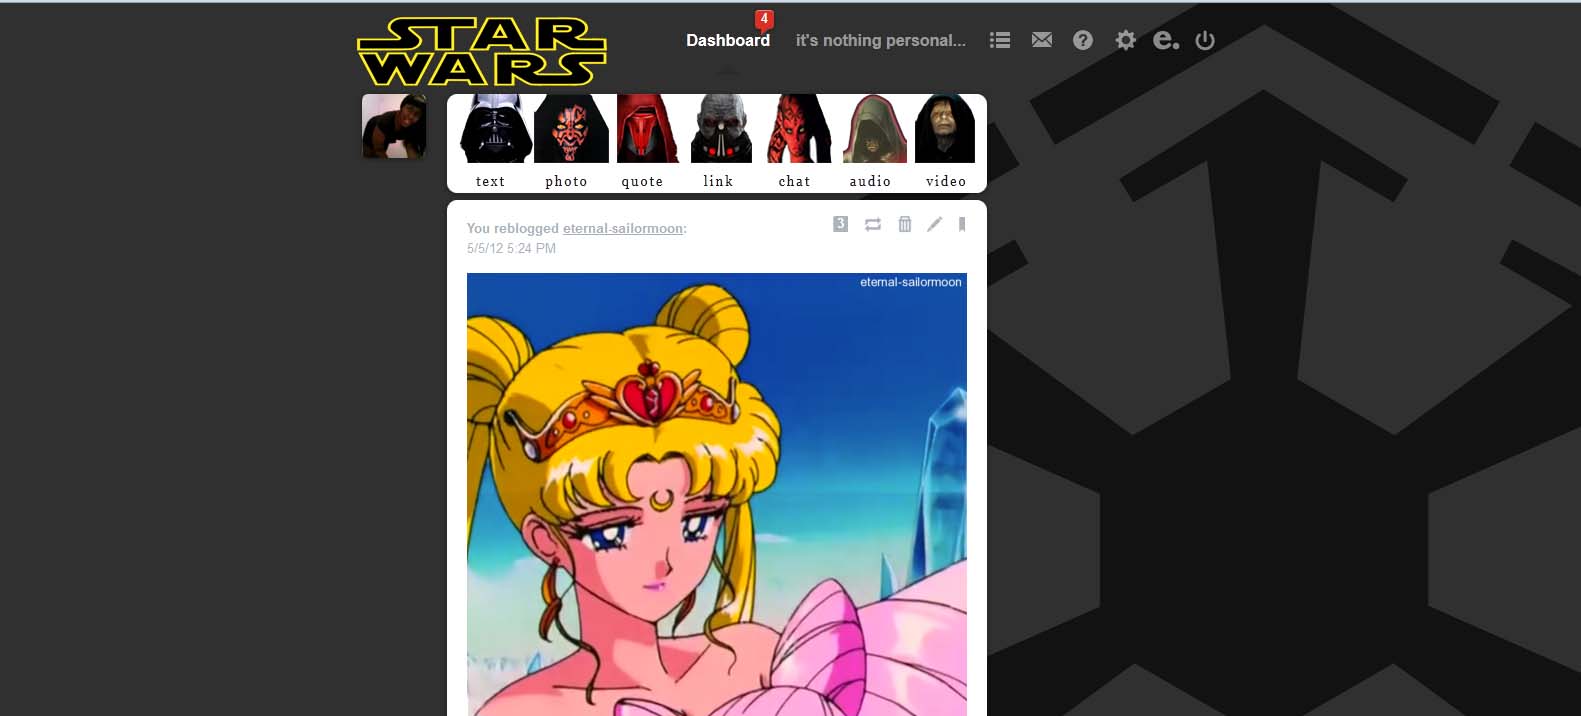 STAR
WARS
4
Dashboard
it's nothing personal...
?
e.
text photo quote link chat audio video
You reblogged eternal-sailormoon:
3
5/5/12 5:24 PM
eternal-sailormoon